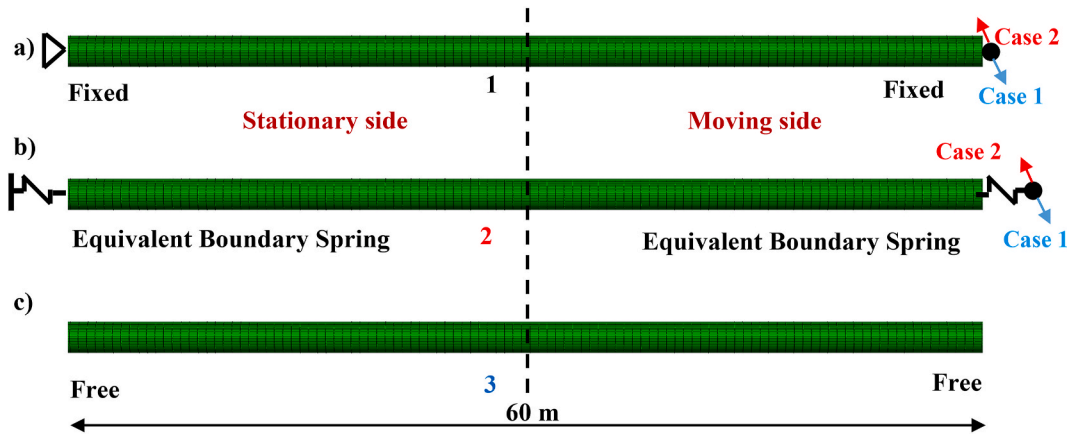 a)
Case 2
1
Fixed
Fixed
Case 1
Stationary side
Moving side
b)
Case 2
Equivalent Boundary Spring
2
Equivalent Boundary Spring
Case 1
c)
Free
3
Free
60 m